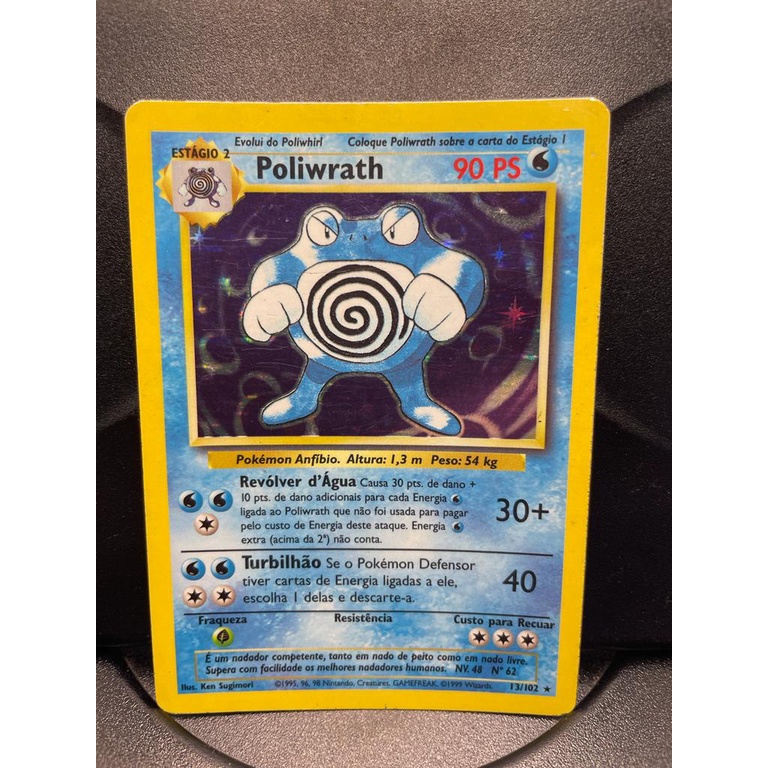 Evolui do Poliwhirl Coloque Poliwrath sobre a carta do Estágio 1
ESTÁGIO 2
Poliwrath 90 PS
Pokémon Anfíbio. Altura: 1,3 m Peso: 54 kg
Revólver d'Água Causa 30 pts. de dano +
10 pts. de dano adicionais para cada Energia
ligada ao Poliwrath que não foi usada para pagar
pelo custo de Energia deste ataque. Energia
extra (acima da 2ª) não conta.
30+
Turbilhão Se o Pokémon Defensor
tiver cartas de Energia ligadas a ele,
escolha 1 delas e descarte-a.
40
Fraqueza Resistência Custo para Recuar
É um nadador competente, tanto em nado de peito como em nado livre.
Supera com facilidade os melhores nadadores humanos. NV. 48 Nº 62
Ilus. Ken Sugimori ©1995, 96, 98 Nintendo, Creatures, GAMEFREAK. ©1999 Wizards. 13/102